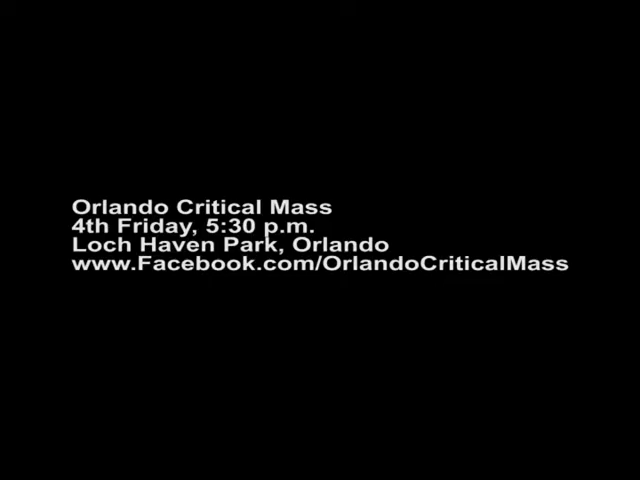 Orlando Critical Mass
4th Friday, 5:30 p.m.
Loch Haven Park, Orlando
www.Facebook.com/OrlandoCriticalMass